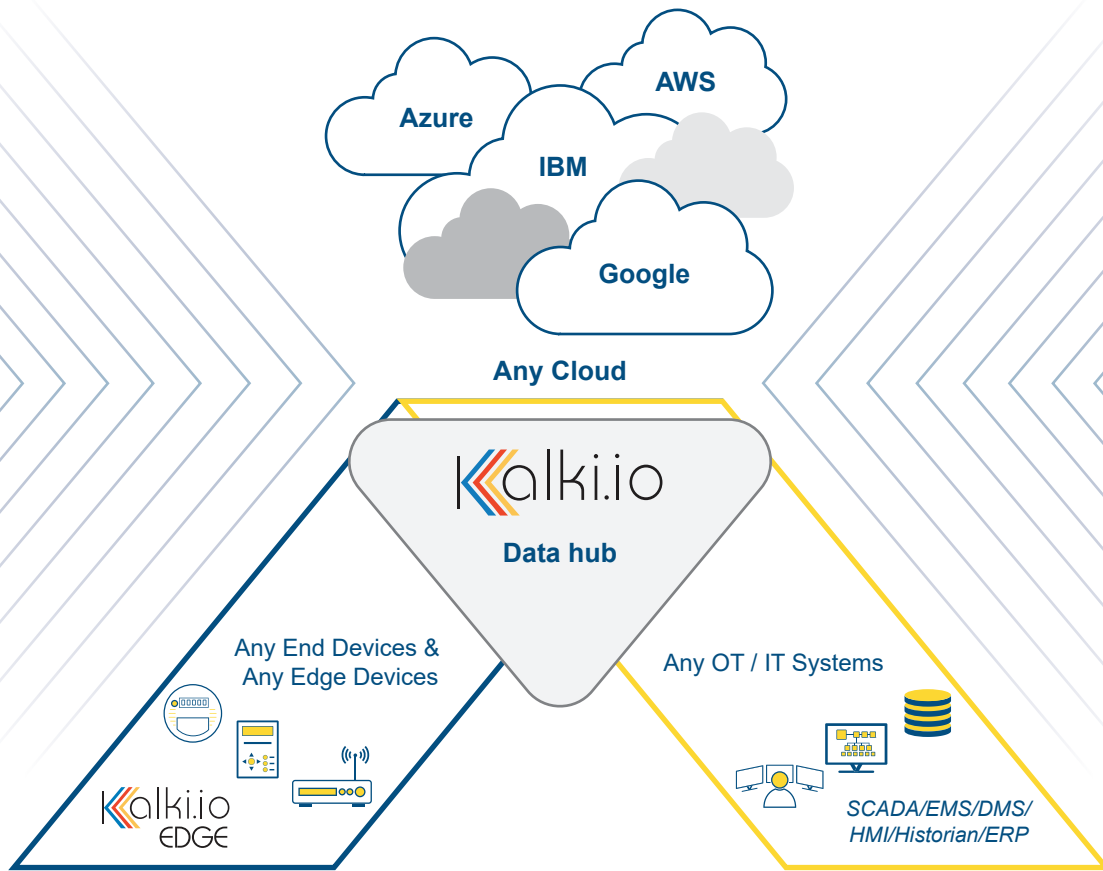 AWS
Azure
IBM
Google
Any Cloud
Kalki.io
Data hub
Any End Devices &
Any Edge Devices
Any OT / IT Systems
Kalki.io
EDGE
SCADA/EMS/DMS/
HMI/Historian/ERP